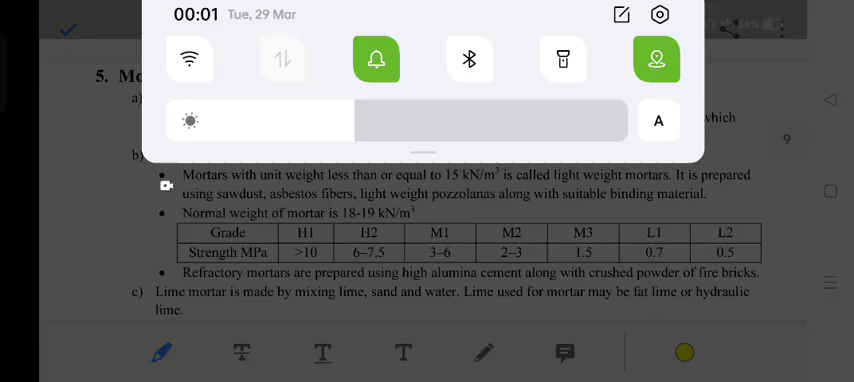 00:01 Tue, 29 Mar
5. Mo
a)
which
A
9
b)
• Mortars with unit weight less than or equal to 15 kN/m³ is called light weight mortars. It is prepared
using sawdust, asbestos fibers, light weight pozzolanas along with suitable binding material.
• Normal weight of mortar is 18-19 kN/m³
Grade H1 H2 M1 M2 M3 L1 L2
Strength MPa >10 6–7.5 3–6 2–3 1.5 0.7 0.5
• Refractory mortars are prepared using high alumina cement along with crushed powder of fire bricks.
c) Lime mortar is made by mixing lime, sand and water. Lime used for mortar may be fat lime or hydraulic
lime.
T T T